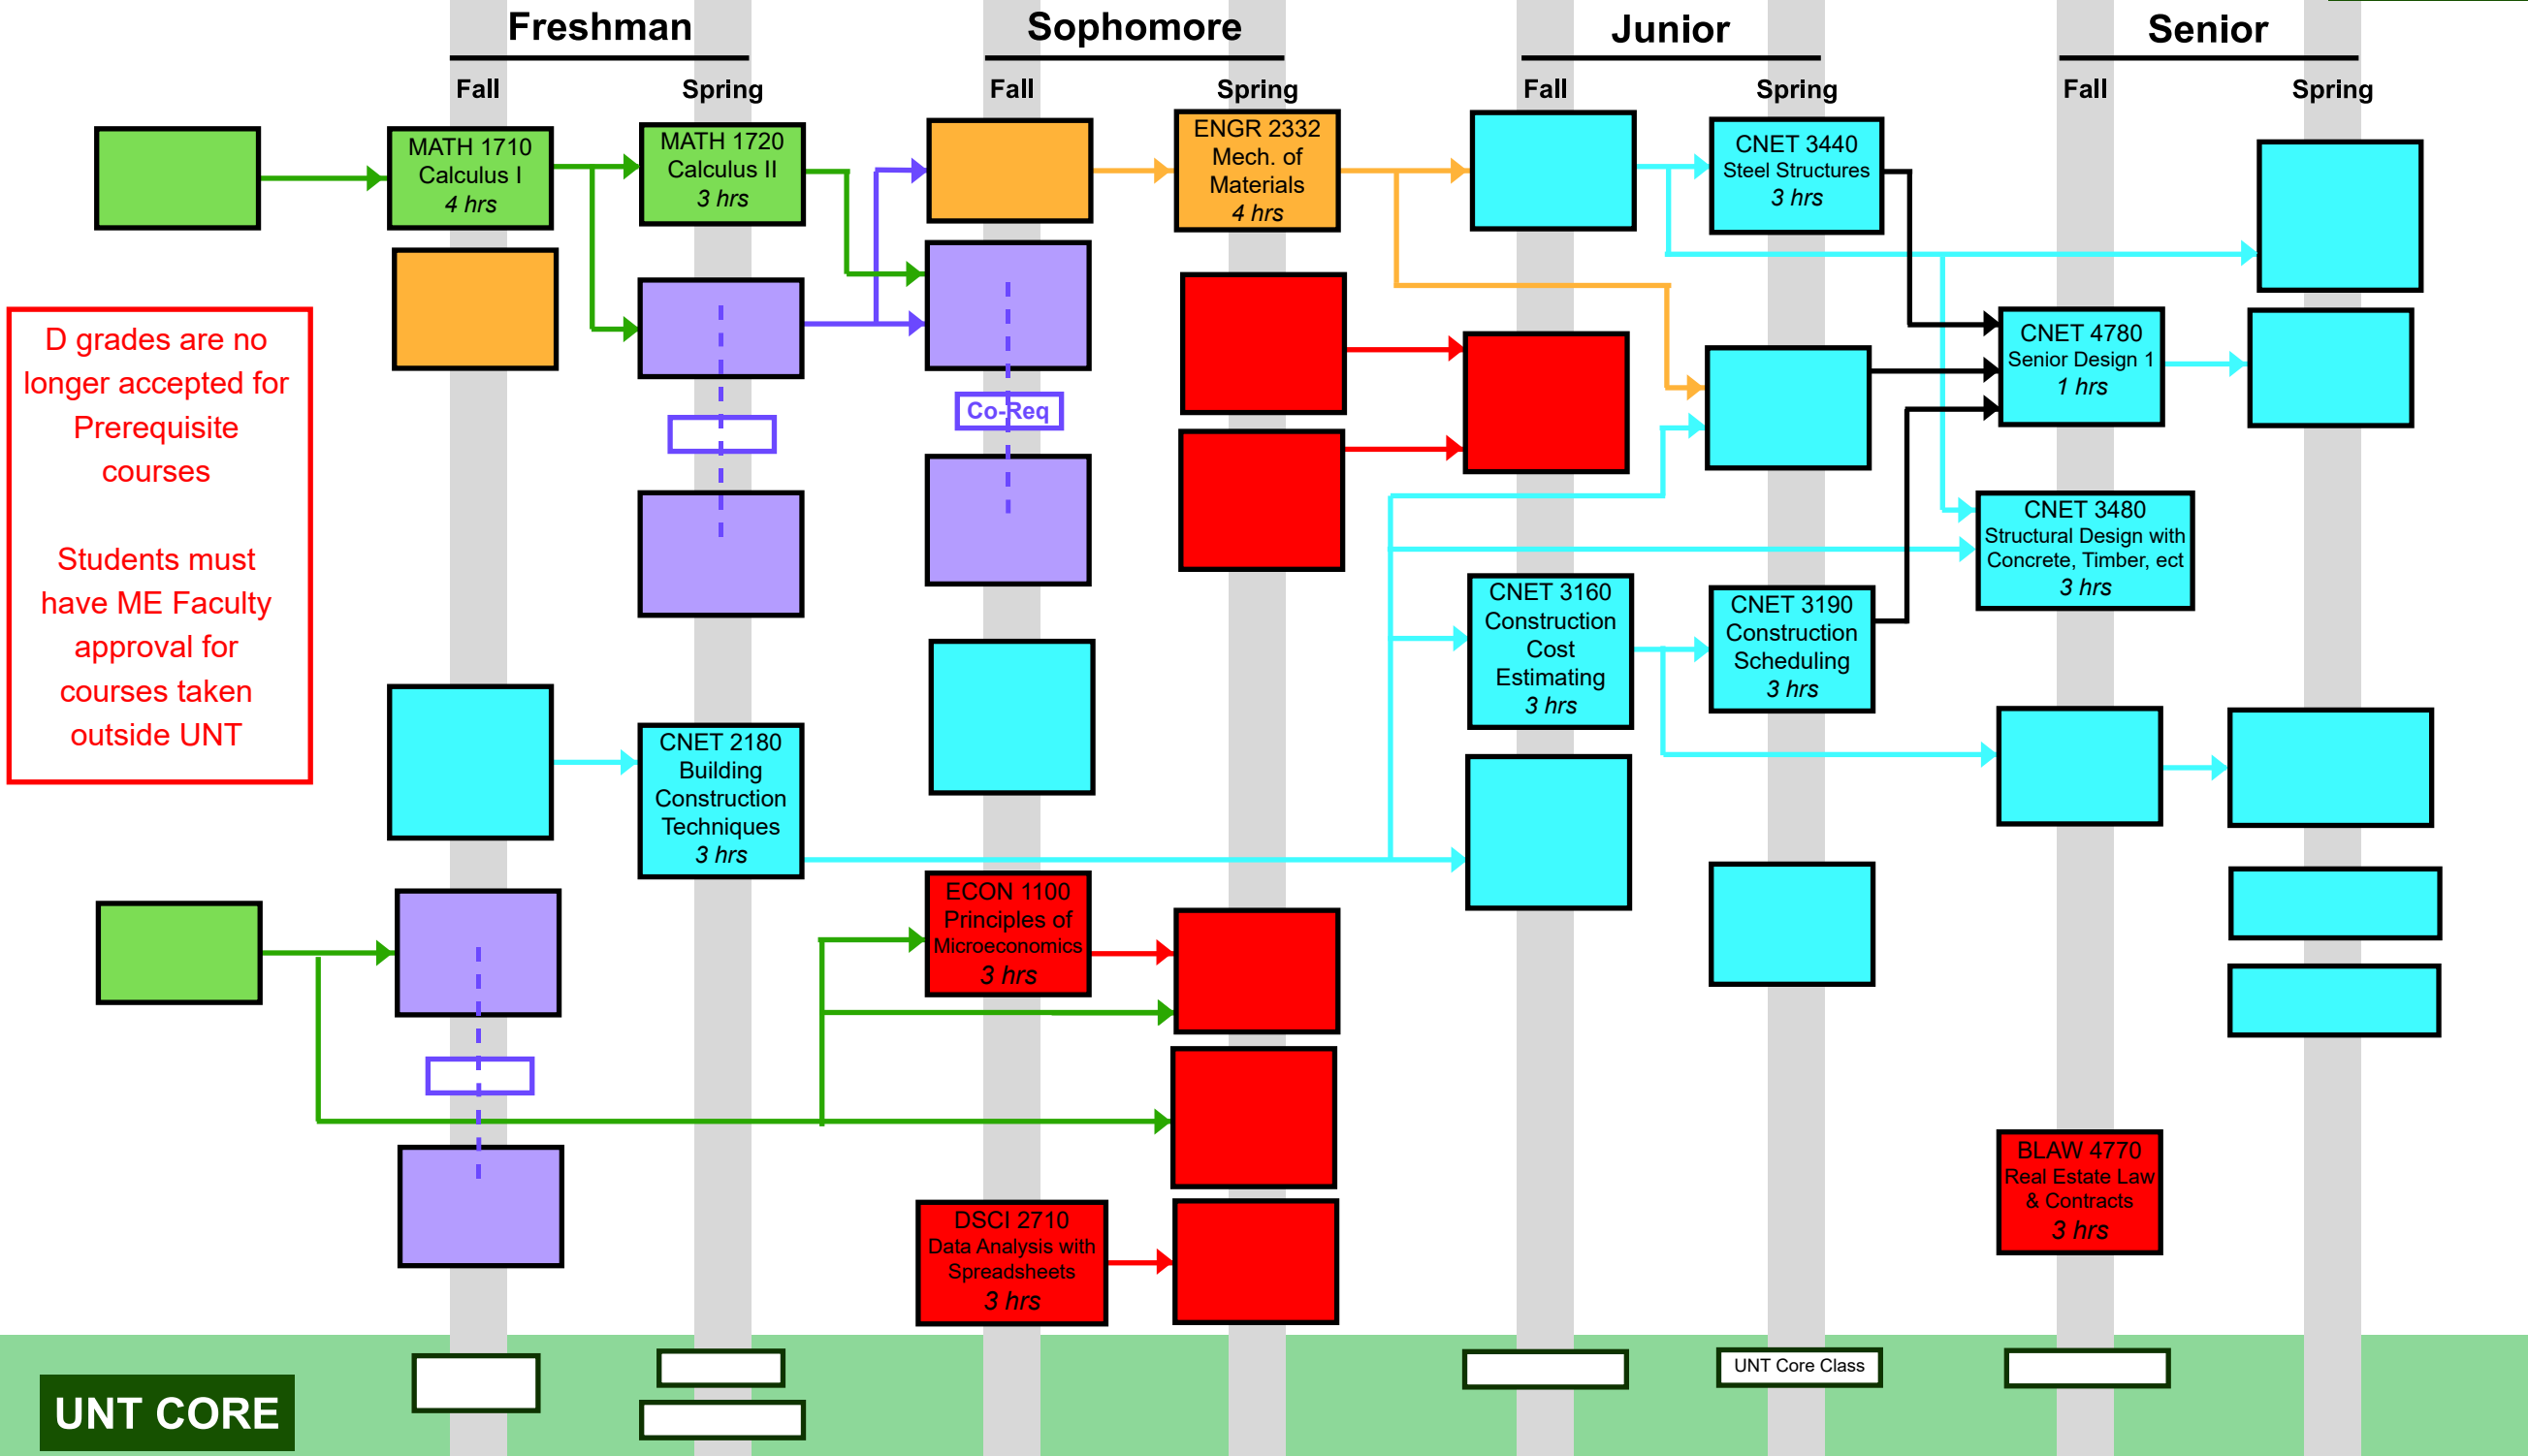 Freshman
Sophomore
Junior
Senior
Fall
Spring
Fall
Spring
Fall
Spring
Fall
Spring
MATH 1710
Calculus I
4 hrs
MATH 1720
Calculus II
3 hrs
ENGR 2332
Mech. of
Materials
4 hrs
CNET 3440
Steel Structures
3 hrs
D grades are no
longer accepted for
Prerequisite
courses
Students must
have ME Faculty
approval for
courses taken
outside UNT
CNET 4780
Senior Design 1
1 hrs
Co-Req
CNET 3480
Structural Design with
Concrete, Timber, ect
3 hrs
CNET 3160
Construction
Cost
Estimating
3 hrs
CNET 3190
Construction
Scheduling
3 hrs
CNET 2180
Building
Construction
Techniques
3 hrs
ECON 1100
Principles of
Microeconomics
3 hrs
BLAW 4770
Real Estate Law
& Contracts
3 hrs
DSCI 2710
Data Analysis with
Spreadsheets
3 hrs
UNT Core Class
UNT CORE